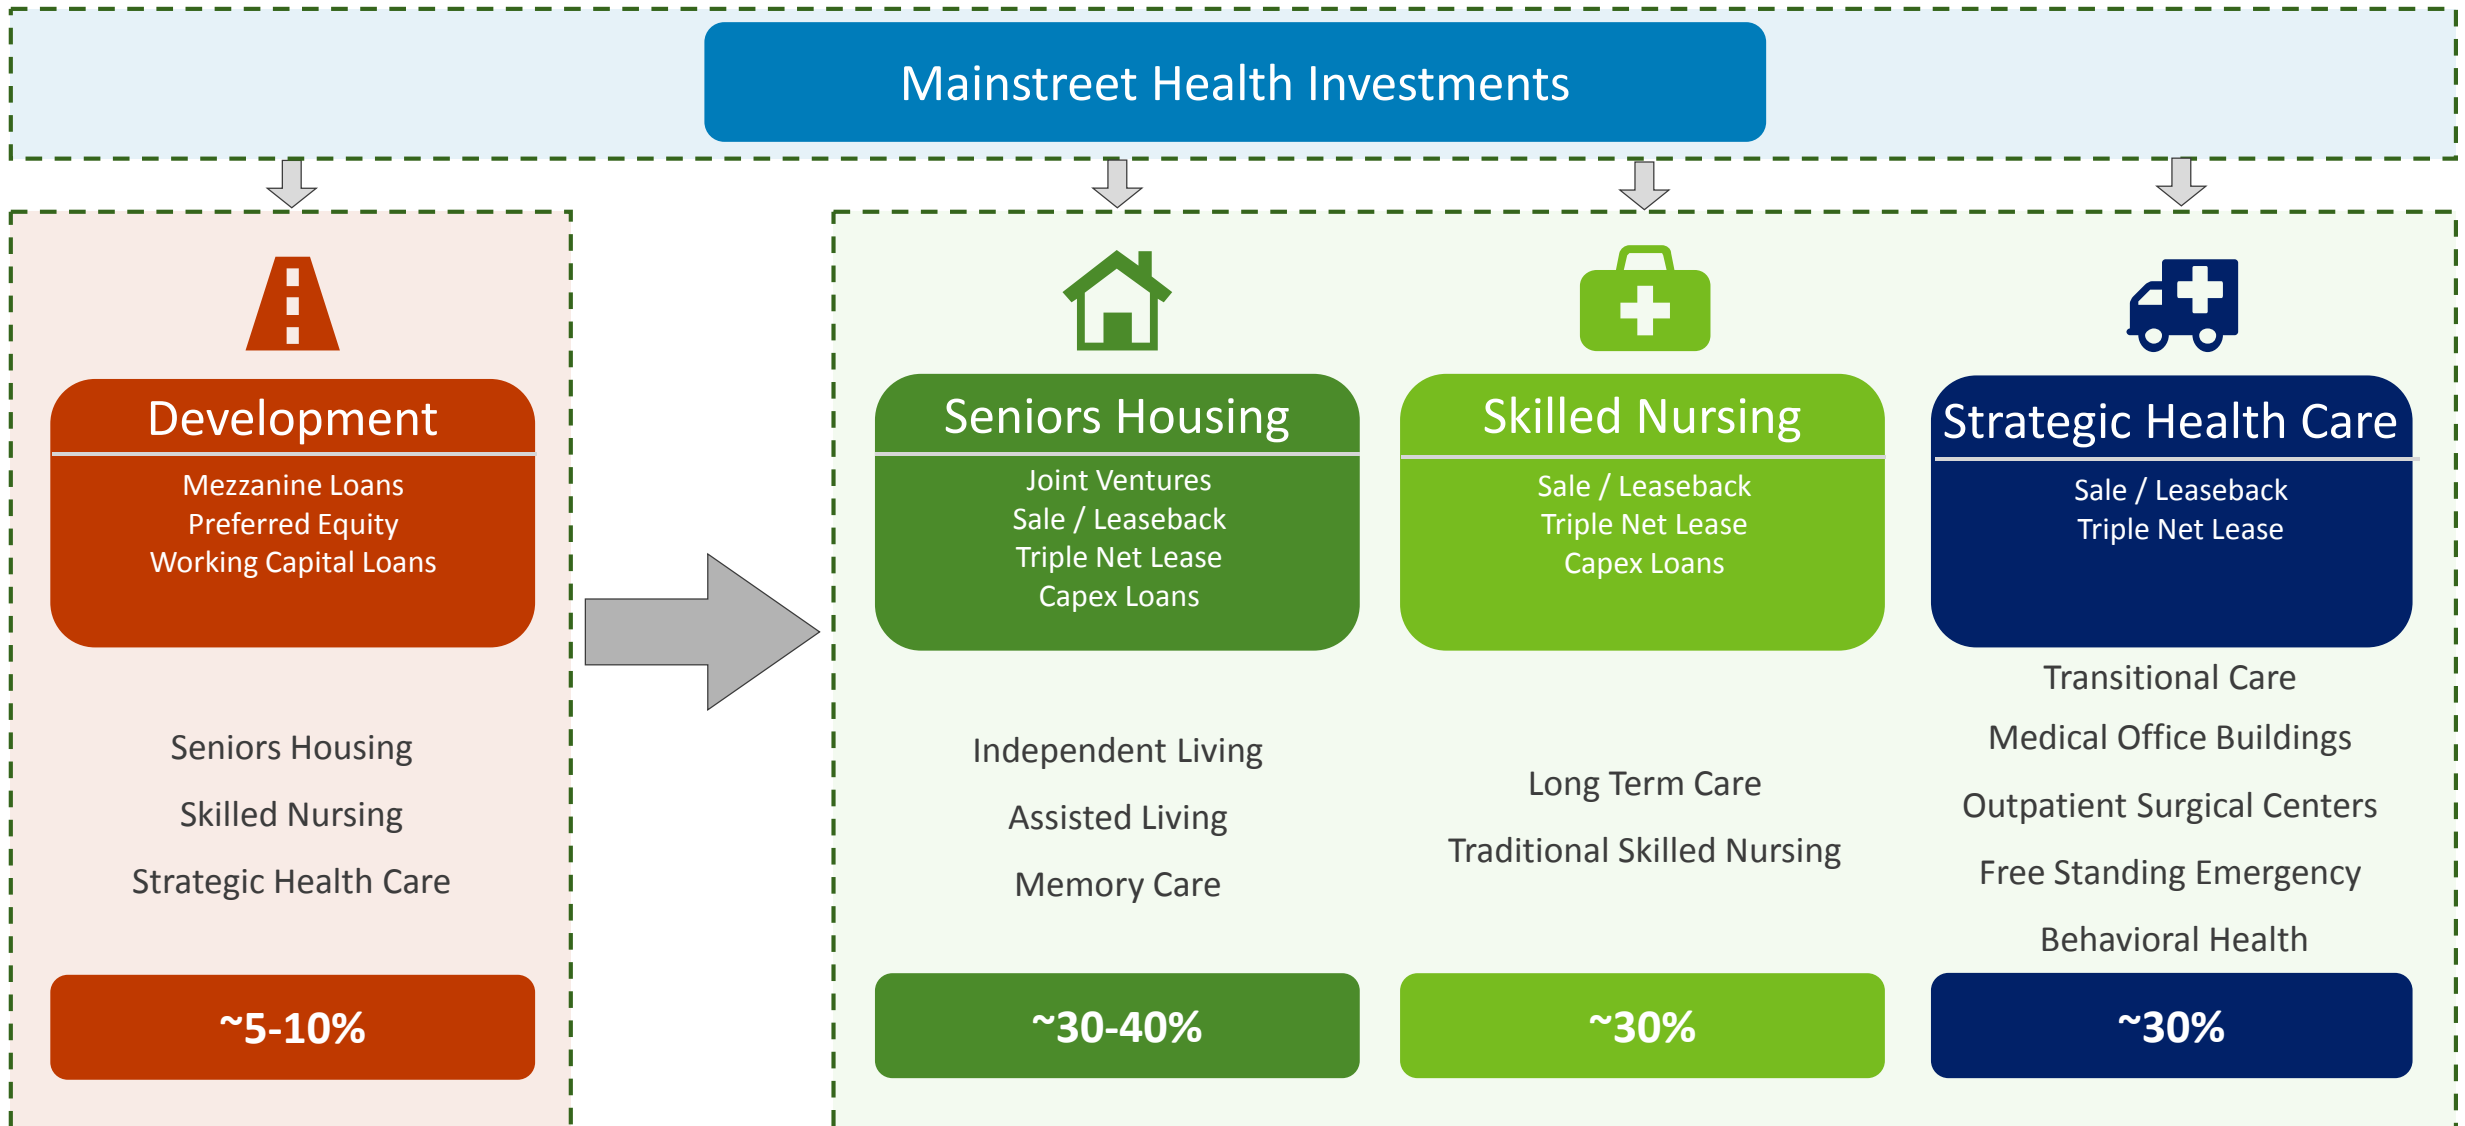 Mainstreet Health Investments
Development
Mezzanine Loans
Preferred Equity
Working Capital Loans
Seniors Housing
Skilled Nursing
Strategic Health Care
~5-10%
Seniors Housing
Joint Ventures
Sale / Leaseback
Triple Net Lease
Capex Loans
Independent Living
Assisted Living
Memory Care
~30-40%
Skilled Nursing
Sale / Leaseback
Triple Net Lease
Capex Loans
Long Term Care
Traditional Skilled Nursing
~30%
Strategic Health Care
Sale / Leaseback
Triple Net Lease
Transitional Care
Medical Office Buildings
Outpatient Surgical Centers
Free Standing Emergency
Behavioral Health
~30%